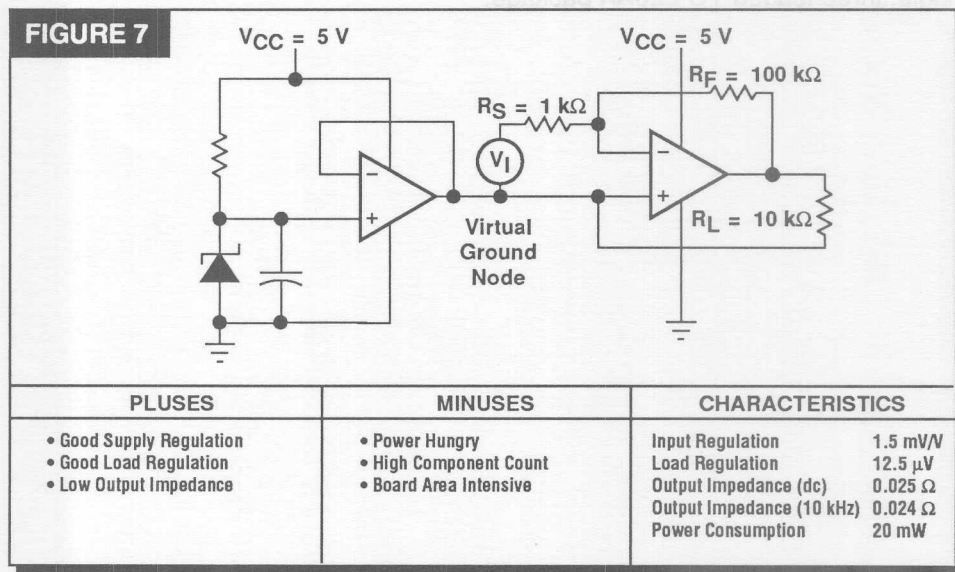 FIGURE 7
VCC = 5 V
VCC = 5 V
RF = 100 kΩ
RS = 1 kΩ
VI
−
+
−
+
RL = 10 kΩ
Virtual
Ground
Node
PLUSES
• Good Supply Regulation
• Good Load Regulation
• Low Output Impedance
MINUSES
• Power Hungry
• High Component Count
• Board Area Intensive
CHARACTERISTICS
Input Regulation 1.5 mV/V
Load Regulation 12.5 μV
Output Impedance (dc) 0.025 Ω
Output Impedance (10 kHz) 0.024 Ω
Power Consumption 20 mW